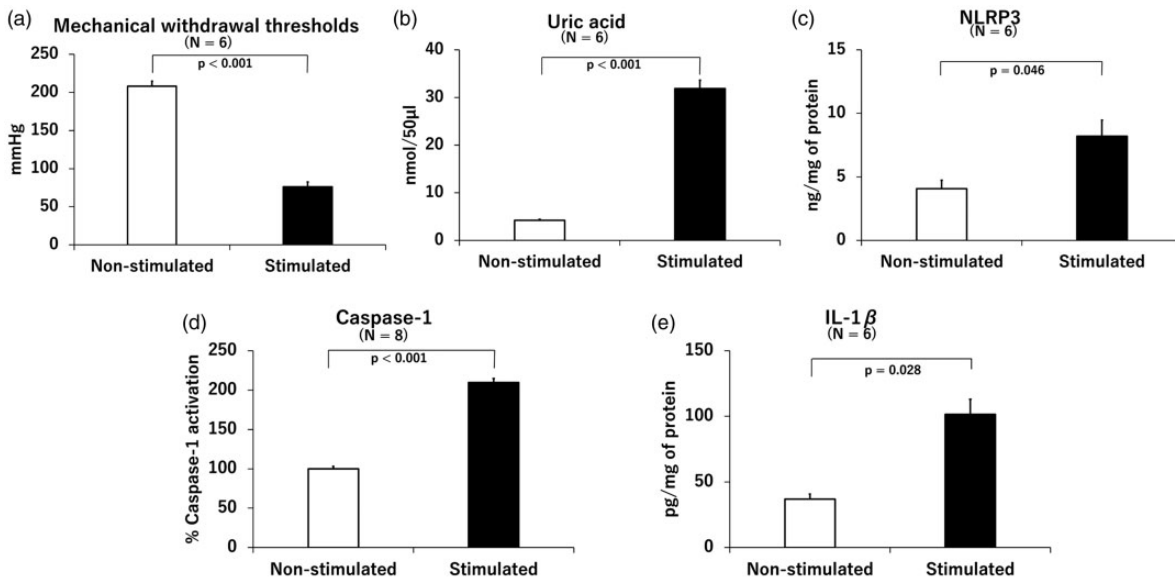 (a)
Mechanical withdrawal thresholds
(N = 6)
p < 0.001
250
200
150
100
50
0
mmHg
Non-stimulated
Stimulated
(b)
Uric acid
(N = 6)
p < 0.001
40
30
20
10
0
nmol/50μl
Non-stimulated
Stimulated
(c)
NLRP3
(N = 6)
p = 0.046
15
10
5
0
ng/mg of protein
Non-stimulated
Stimulated
(d)
Caspase-1
(N = 8)
p < 0.001
250
200
150
100
50
0
% Caspase-1 activation
Non-stimulated
Stimulated
(e)
IL-1β
(N = 6)
p = 0.028
150
100
50
0
pg/mg of protein
Non-stimulated
Stimulated